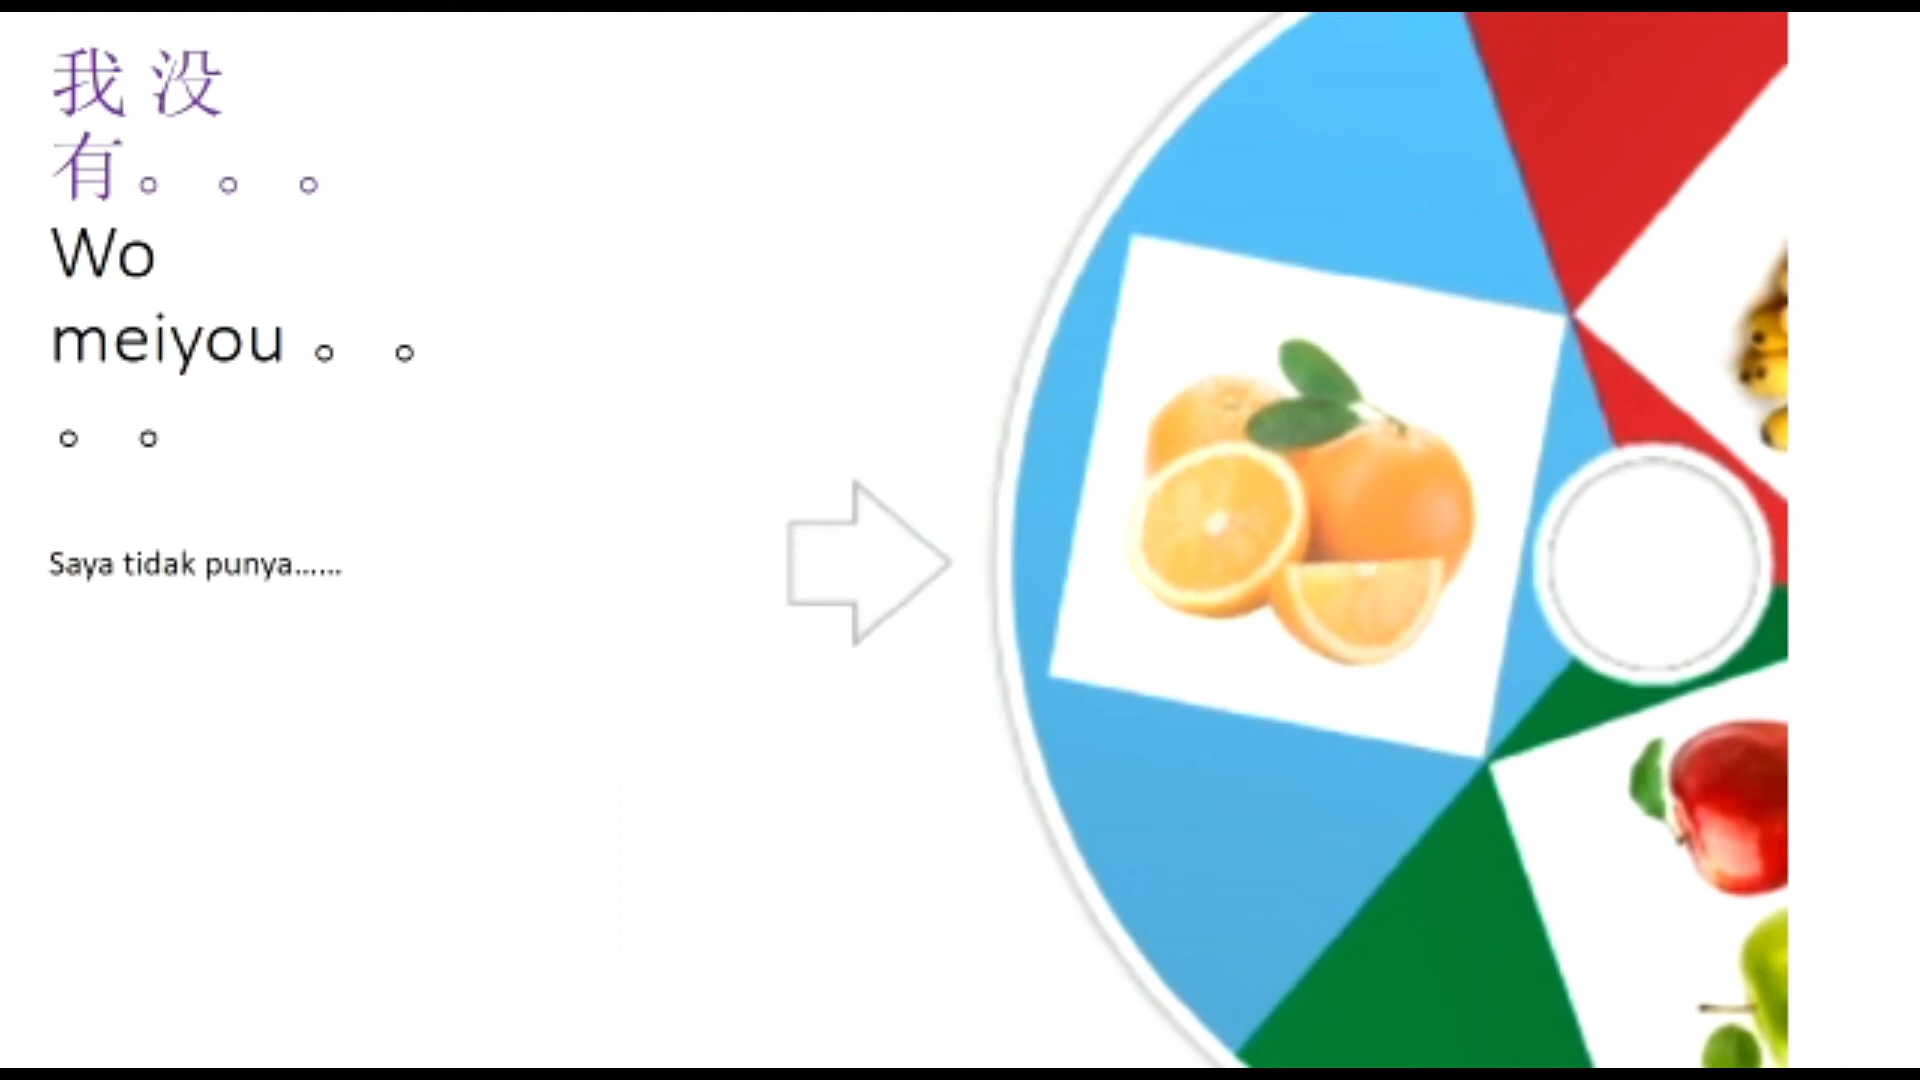 我 没
有。 。 。
Wo
meiyou 。 。
。 。
Saya tidak punya......